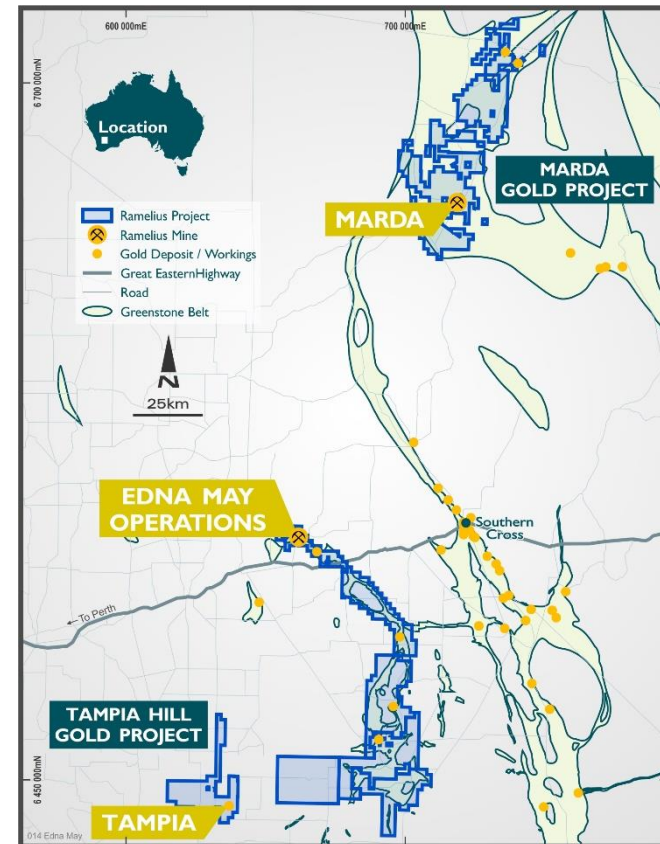 600 000mE
700 000mE
6 700 000mN
Location
MARDA
GOLD PROJECT
MARDA
Ramelius Project
Ramelius Mine
Gold Deposit / Workings
Great EasternHighway
Road
Greenstone Belt
N
25km
EDNA MAY
OPERATIONS
Southern
Cross
To Perth
TAMPIA HILL
GOLD PROJECT
6 450 000mN
TAMPIA
014 Edna May